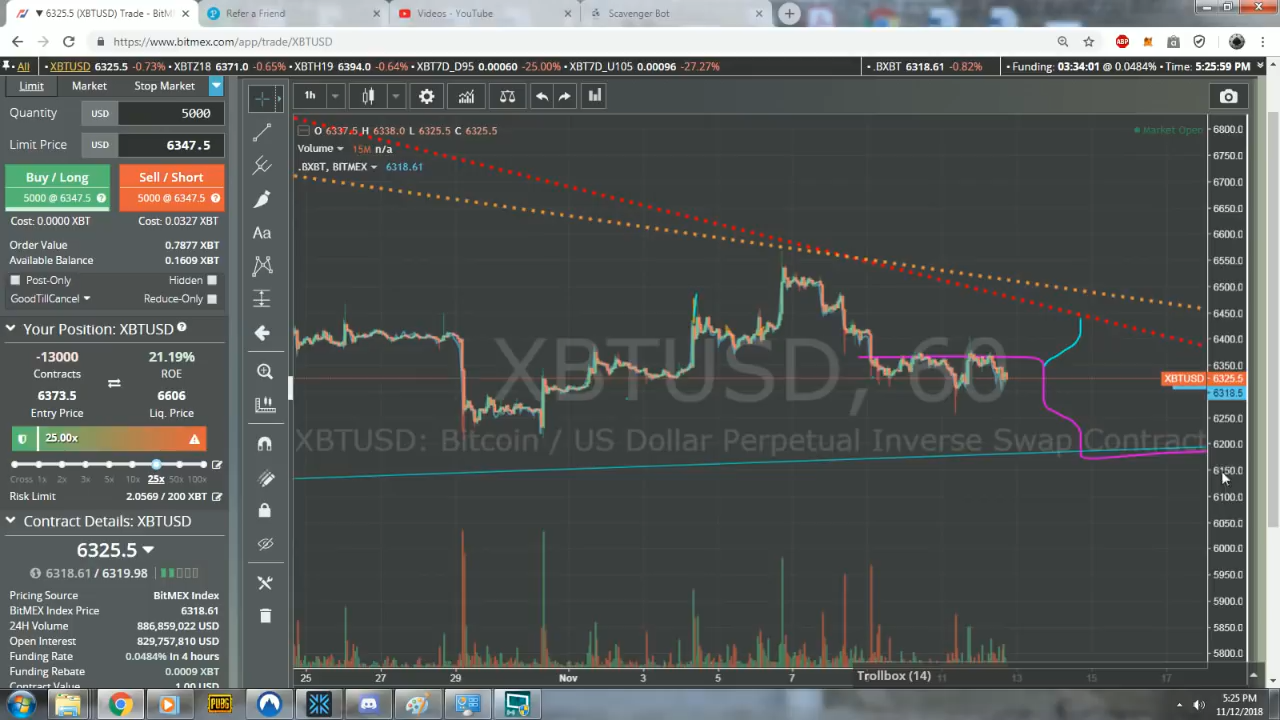 ▼ 6325.5 (XBTUSD) Trade - BitM
Refer a Friend
Videos - YouTube
Scavenger Bot
https://www.bitmex.com/app/trade/XBTUSD
ABP
All XBTUSD 6325.5 -0.73% XBTZ18 6371.0 -0.65% XBTH19 6394.0 -0.64% XBT7D_D95 0.00060 -25.00% XBT7D_U105 0.00096 -27.27% .BXBT 6318.61 -0.82% Funding: 03:34:01 @ 0.0484% Time: 5:25:59 PM
Limit Market Stop Market
Quantity USD 5000
Limit Price USD 6347.5
Buy / Long
5000 @ 6347.5 ?
Sell / Short
5000 @ 6347.5 ?
Cost: 0.0000 XBT Cost: 0.0327 XBT
Order Value 0.7877 XBT
Available Balance 0.1609 XBT
Post-Only Hidden
GoodTillCancel Reduce-Only
Your Position: XBTUSD ?
-13000 21.19%
Contracts ROE
6373.5 6606
Entry Price Liq. Price
25.00x
Cross 1x 2x 3x 5x 10x 25x 50x 100x
Risk Limit 2.0569 / 200 XBT
Contract Details: XBTUSD
6325.5
6318.61 / 6319.98
Pricing Source BitMEX Index
BitMEX Index Price 6318.61
24H Volume 886,859,022 USD
Open Interest 829,757,810 USD
Funding Rate 0.0484% In 4 hours
Funding Rebate 0.0009 XBT
Contract Value 1.00 USD
1h
Aa
O 6337.5 H 6338.0 L 6325.5 C 6325.5
Volume 15M n/a
.BXBT, BITMEX 6318.61
Market Open
XBTUSD, 60
XBTUSD: Bitcoin / US Dollar Perpetual Inverse Swap Contract
6800.0
6750.0
6700.0
6650.0
6600.0
6550.0
6500.0
6450.0
6400.0
6350.0
XBTUSD 6325.5
6318.5
6250.0
6200.0
6150.0
6100.0
6050.0
6000.0
5950.0
5900.0
5850.0
5800.0
25 27 29 Nov 3 5 7 11 13 15 17
Trollbox (14)
PUBG
5:25 PM
11/12/2018